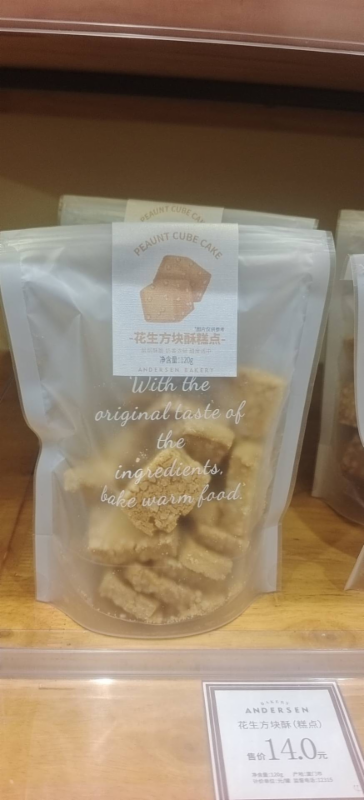 PEAUNT CUBE CAKE
PEAUNT CUBE CAKE
-花生方块酥糕点-
净含量:120g
ANDERSEN BAKERY
With the
original taste of
the
ingredients,
bake warm food.
ANDERSEN
花生方块酥(糕点)
售价14.0元